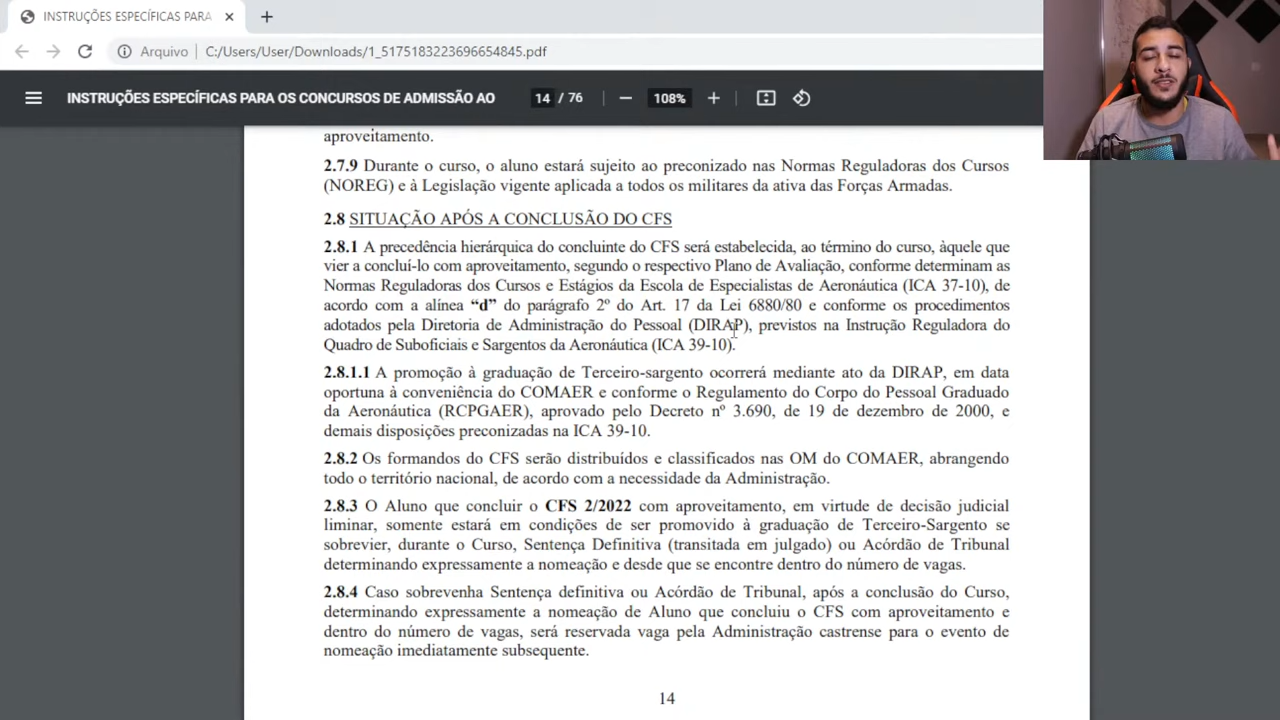 INSTRUÇÕES ESPECÍFICAS PARA
Arquivo
C:/Users/User/Downloads/1_5175183223696654845.pdf
INSTRUÇÕES ESPECÍFICAS PARA OS CONCURSOS DE ADMISSÃO AO
14 / 76
108%
aproveitamento.
2.7.9 Durante o curso, o aluno estará sujeito ao preconizado nas Normas Reguladoras dos Cursos
(NOREG) e à Legislação vigente aplicada a todos os militares da ativa das Forças Armadas.
2.8 SITUAÇÃO APÓS A CONCLUSÃO DO CFS
2.8.1 A precedência hierárquica do concluinte do CFS será estabelecida, ao término do curso, àquele que
vier a concluí-lo com aproveitamento, segundo o respectivo Plano de Avaliação, conforme determinam as
Normas Reguladoras dos Cursos e Estágios da Escola de Especialistas de Aeronáutica (ICA 37-10), de
acordo com a alínea “d” do parágrafo 2º do Art. 17 da Lei 6880/80 e conforme os procedimentos
adotados pela Diretoria de Administração do Pessoal (DIRAP), previstos na Instrução Reguladora do
Quadro de Suboficiais e Sargentos da Aeronáutica (ICA 39-10).
2.8.1.1 A promoção à graduação de Terceiro-sargento ocorrerá mediante ato da DIRAP, em data
oportuna à conveniência do COMAER e conforme o Regulamento do Corpo do Pessoal Graduado
da Aeronáutica (RCPGAER), aprovado pelo Decreto nº 3.690, de 19 de dezembro de 2000, e
demais disposições preconizadas na ICA 39-10.
2.8.2 Os formandos do CFS serão distribuídos e classificados nas OM do COMAER, abrangendo
todo o território nacional, de acordo com a necessidade da Administração.
2.8.3 O Aluno que concluir o CFS 2/2022 com aproveitamento, em virtude de decisão judicial
liminar, somente estará em condições de ser promovido à graduação de Terceiro-Sargento se
sobrevier, durante o Curso, Sentença Definitiva (transitada em julgado) ou Acórdão de Tribunal
determinando expressamente a nomeação e desde que se encontre dentro do número de vagas.
2.8.4 Caso sobrevenha Sentença definitiva ou Acórdão de Tribunal, após a conclusão do Curso,
determinando expressamente a nomeação de Aluno que concluiu o CFS com aproveitamento e
dentro do número de vagas, será reservada vaga pela Administração castrense para o evento de
nomeação imediatamente subsequente.
14